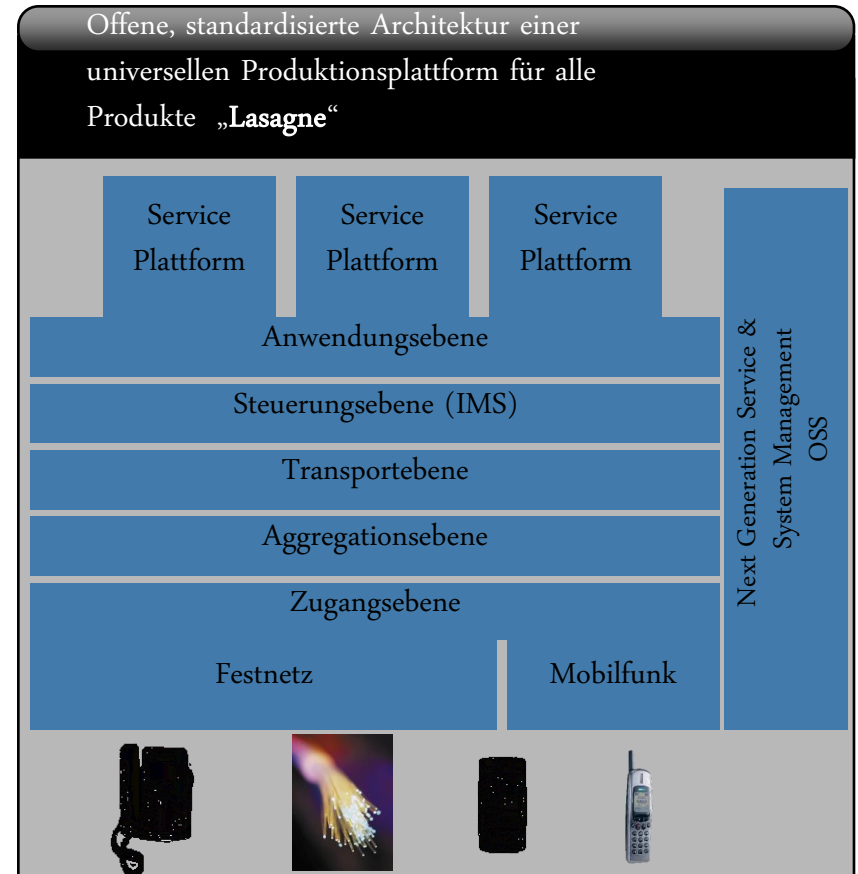 Offene, standardisierte Architektur einer
universellen Produktionsplattform für alle
Produkte „Lasagne“
Service
Plattform
Service
Plattform
Service
Plattform
Anwendungsebene
Steuerungsebene (IMS)
Transportebene
Aggregationsebene
Zugangsebene
Festnetz
Mobilfunk
Next Generation Service &
System Management
OSS